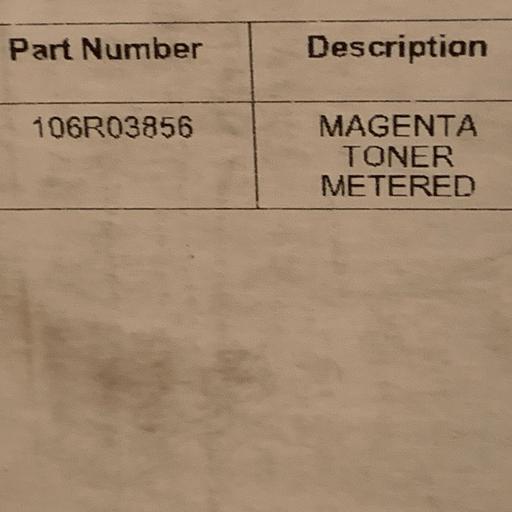 Part Number Description
106R03856 MAGENTA
TONER
METERED